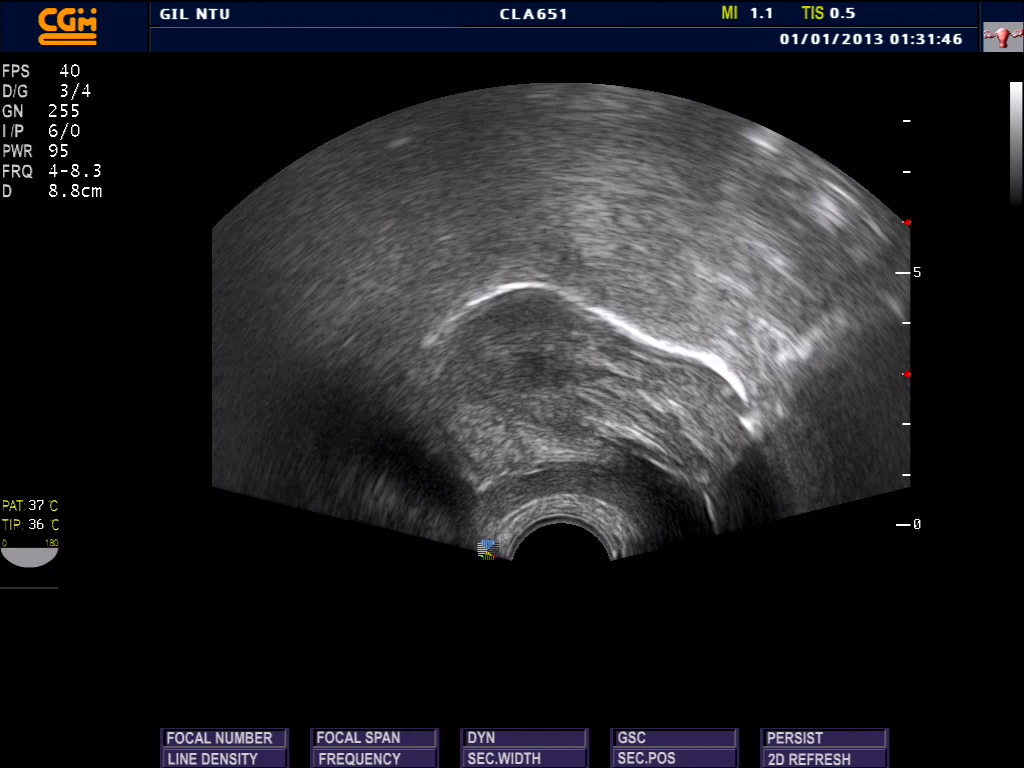 CGM
GIL NTU
CLA651
MI 1.1
TIS 0.5
01/01/2013 01:31:46
FPS 40
D/G 3/4
GN 255
I/P 6/0
PWR 95
FRQ 4-8.3
D 8.8cm
5
0
PAT: 37 °C
TIP: 36 °C
0 180
FOCAL NUMBER
LINE DENSITY
FOCAL SPAN
FREQUENCY
DYN
SEC.WIDTH
GSC
SEC.POS
PERSIST
2D REFRESH